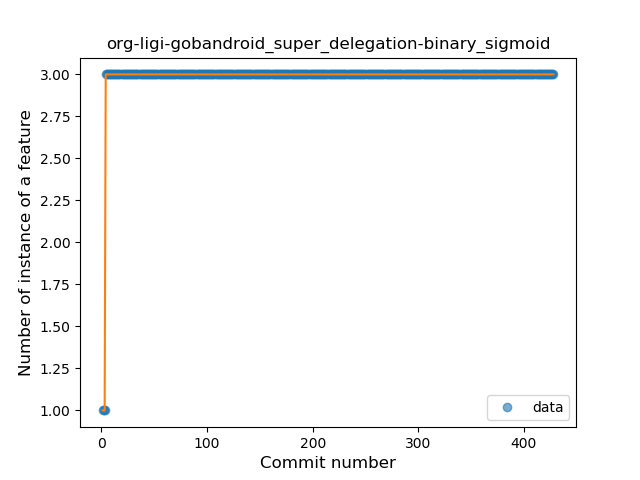 org-ligi-gobandroid_super_delegation-binary_sigmoid
3.00
2.75
2.50
2.25
2.00
1.75
1.50
1.25
1.00
Number of instance of a feature
0 100 200 300 400
Commit number
data